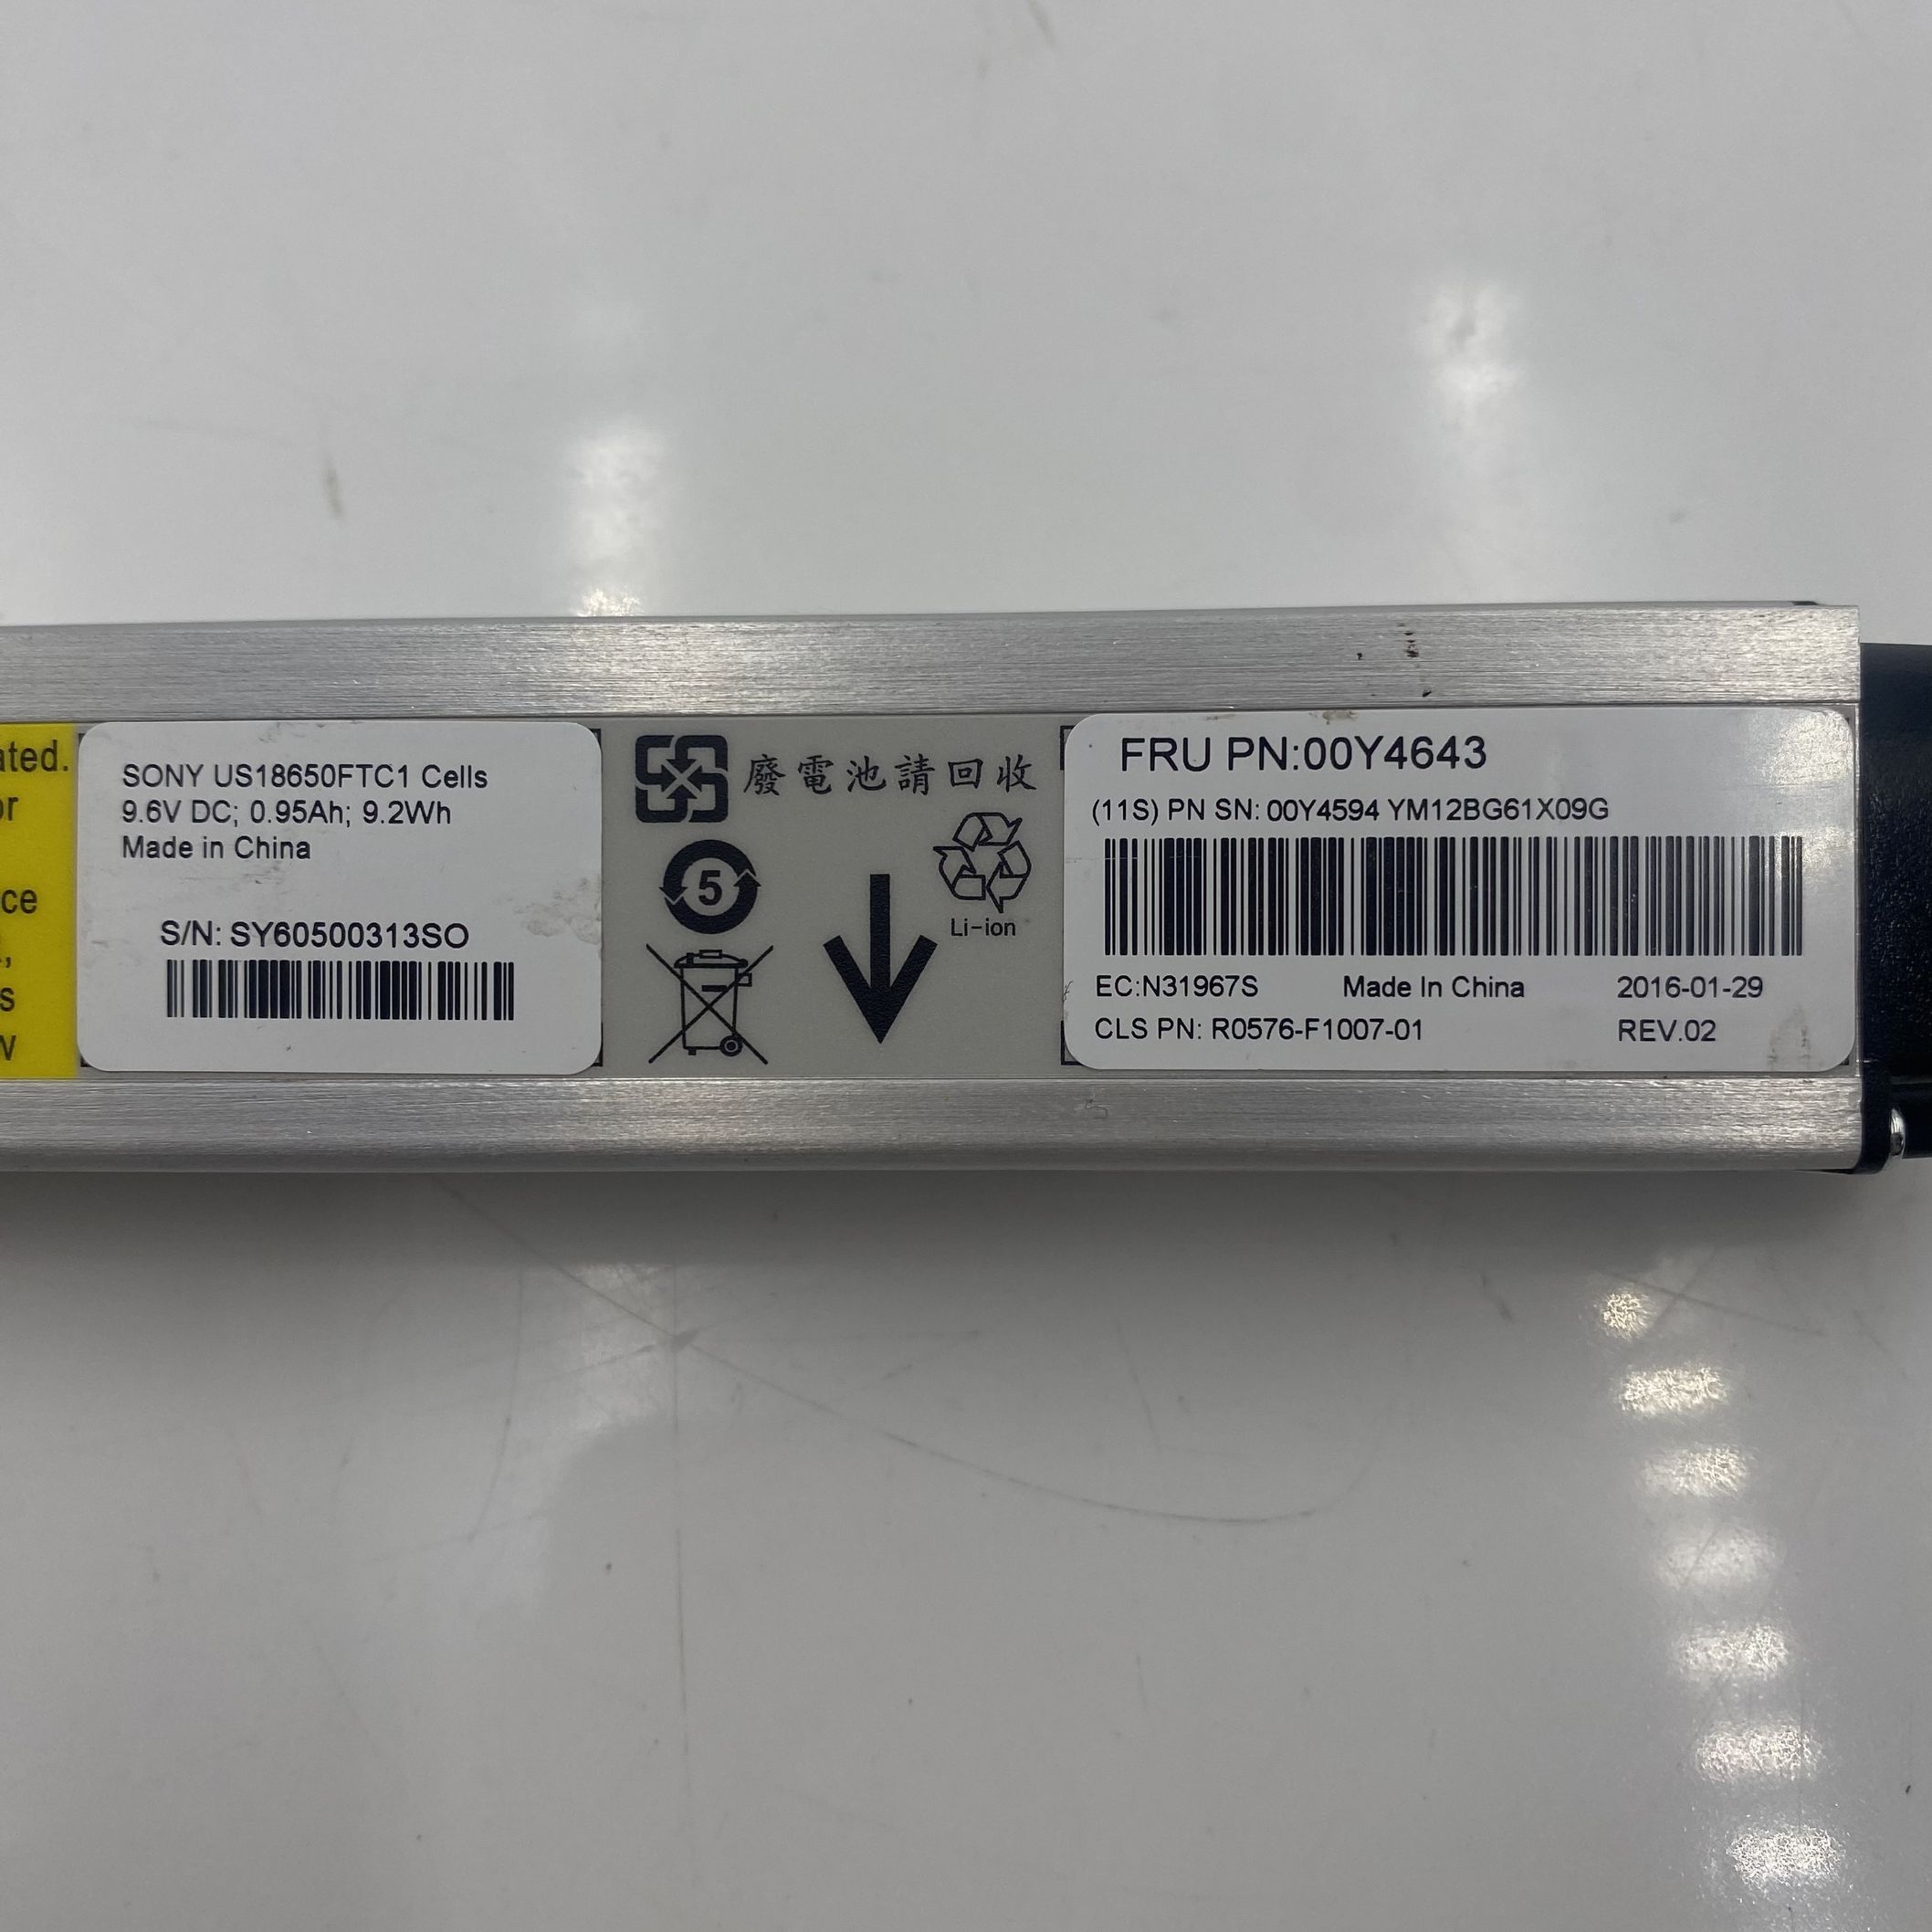 ated.
or
ce
s
w
SONY US18650FTC1 Cells
9.6V DC; 0.95Ah; 9.2Wh
Made in China
S/N: SY60500313SO
廢電池請回收
5
Li-ion
FRU PN:00Y4643
(11S) PN SN: 00Y4594 YM12BG61X09G
EC:N31967S Made In China 2016-01-29
CLS PN: R0576-F1007-01 REV.02